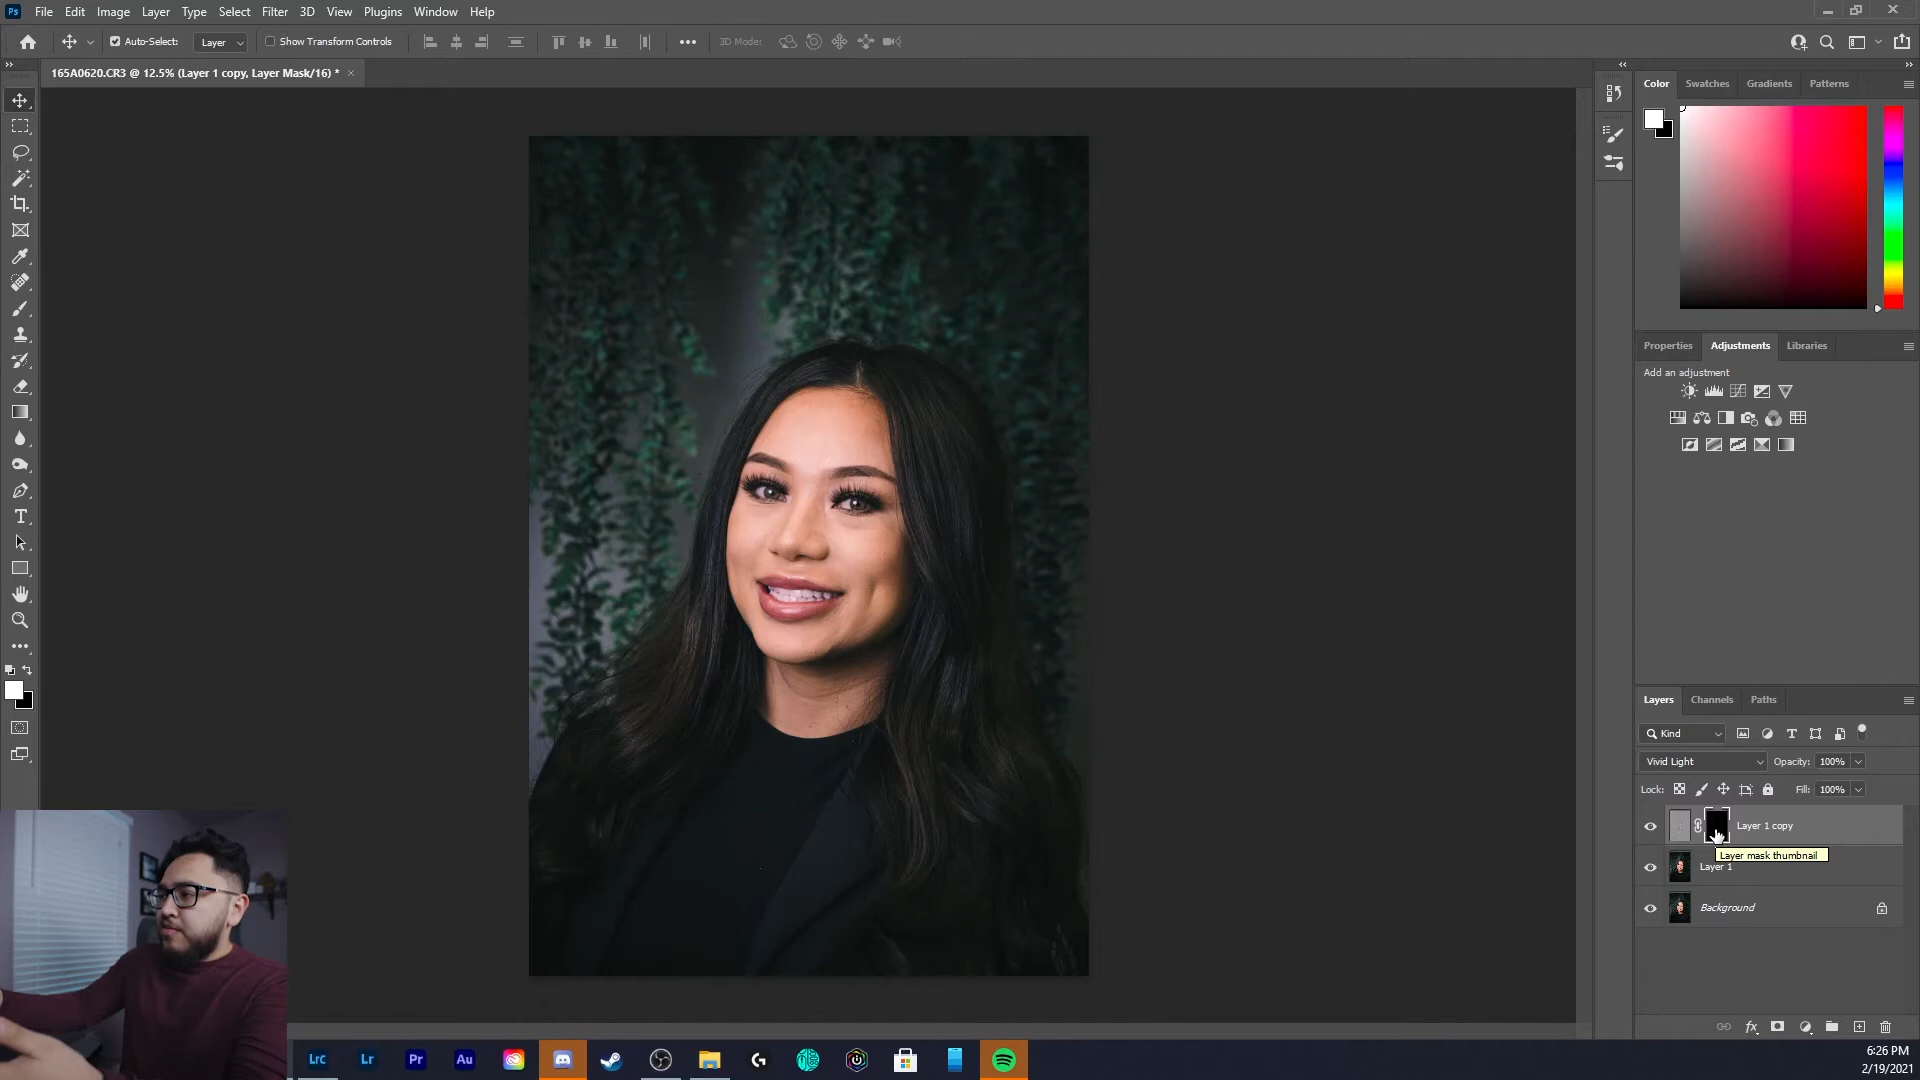 Ps File Edit Image Layer Type Select Filter 3D View Plugins Window Help
Auto-Select: Layer Show Transform Controls 3D Mode:
165A0620.CR3 @ 12.5% (Layer 1 copy, Layer Mask/16) *
Color Swatches Gradients Patterns
Properties Adjustments Libraries
Add an adjustment
Layers Channels Paths
Kind
Vivid Light Opacity: 100%
Lock: Fill: 100%
Layer 1 copy
Layer mask thumbnail
Layer 1
Background
fx
LrC Lr Pr Au
6:26 PM
2/19/2021